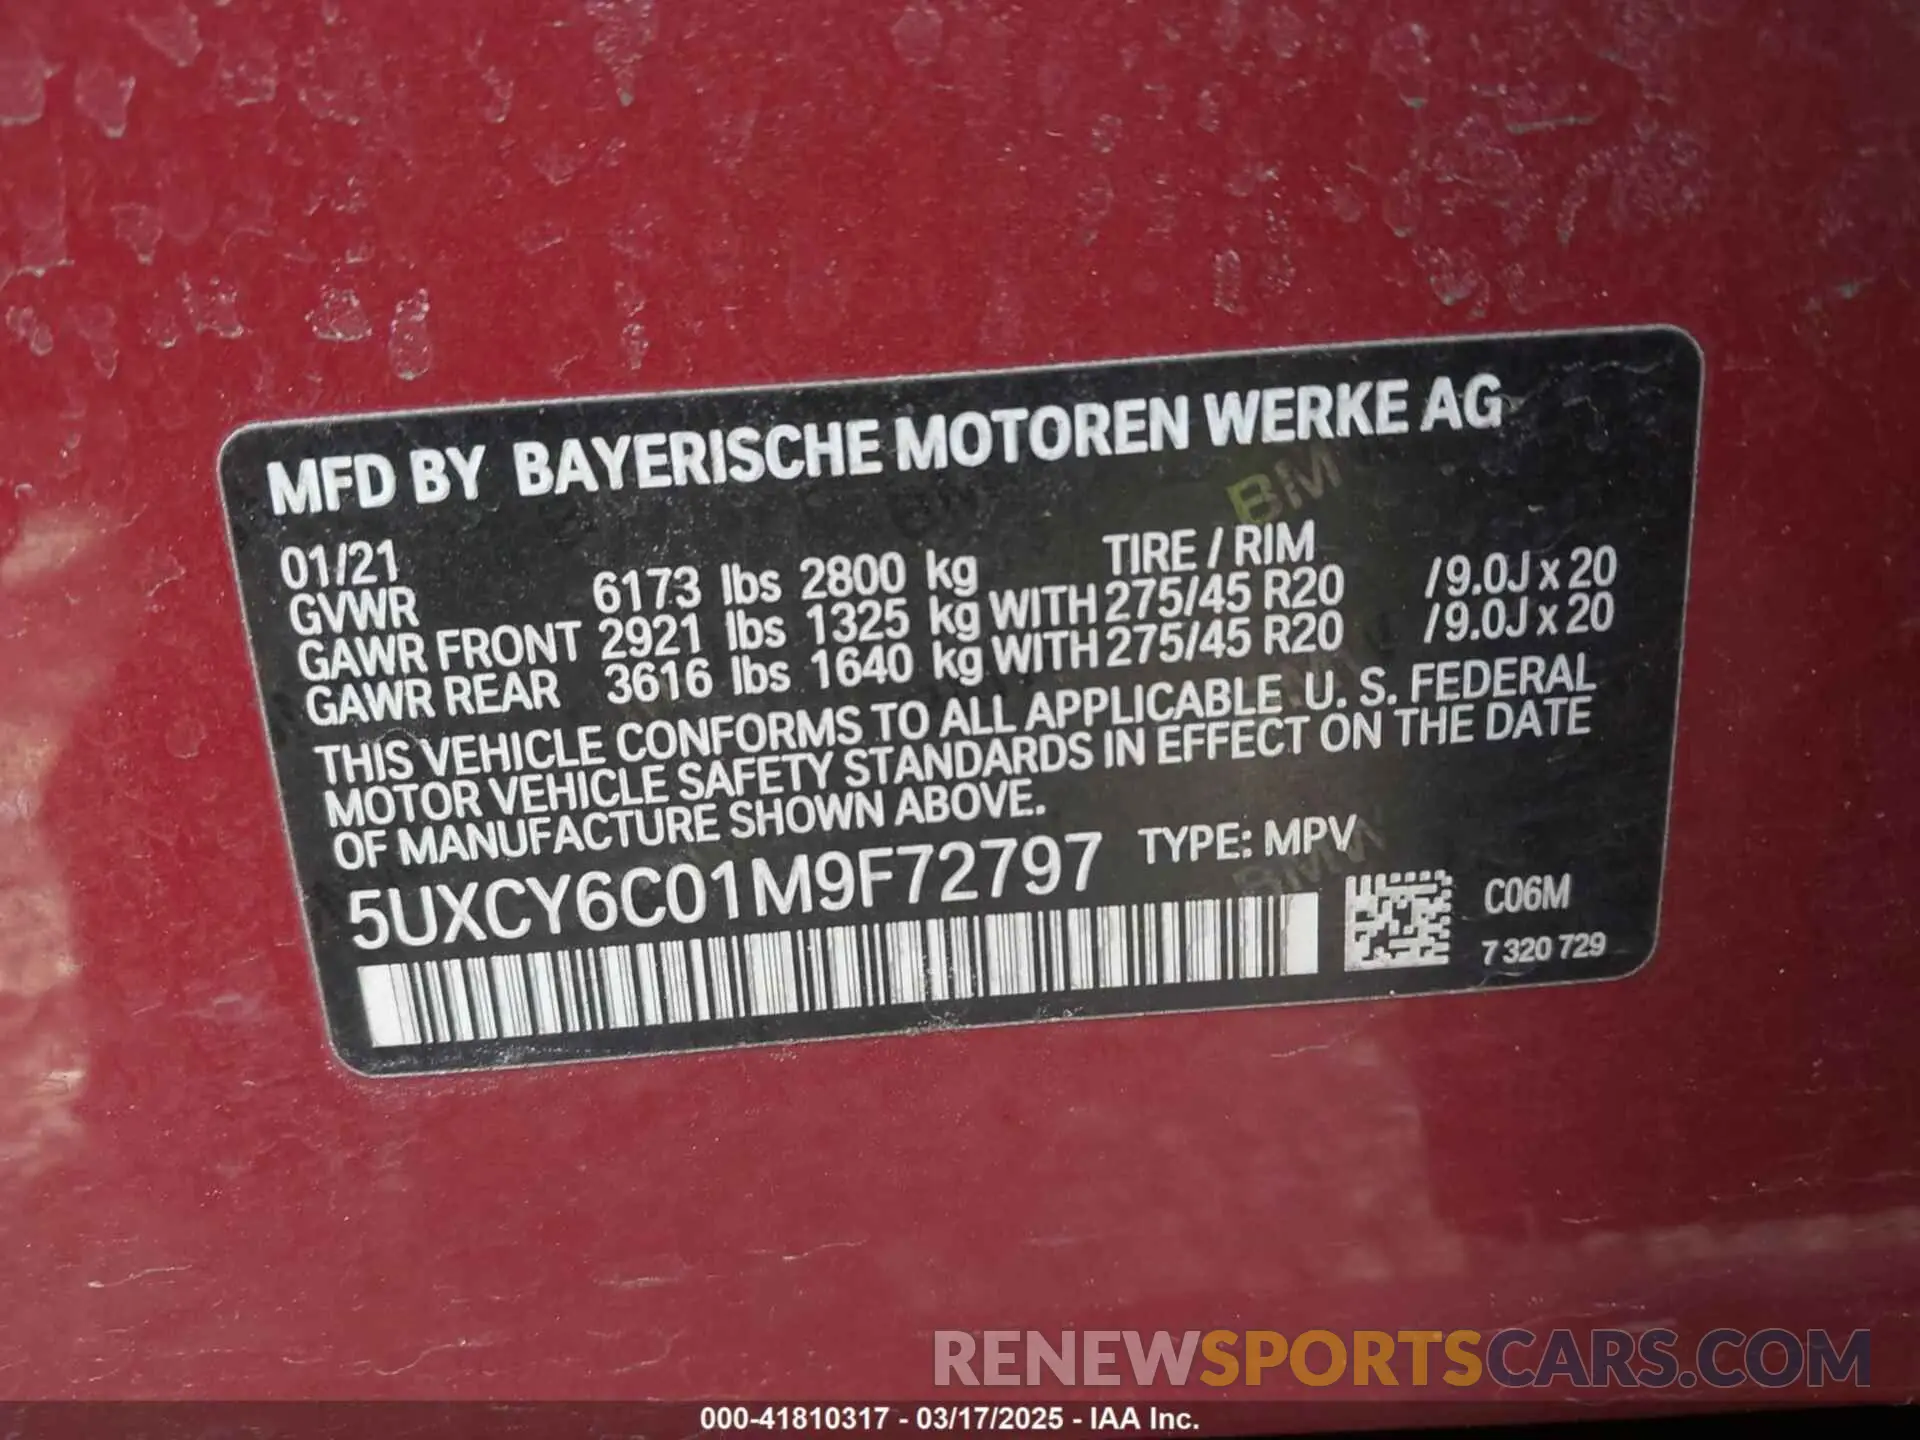 MFD BY BAYERISCHE MOTOREN WERKE AG
01/21 TIRE / RIM
GVWR 6173 lbs 2800 kg
GAWR FRONT 2921 lbs 1325 kg WITH 275/45 R20 /9.0J x 20
GAWR REAR 3616 lbs 1640 kg WITH 275/45 R20 /9.0J x 20
THIS VEHICLE CONFORMS TO ALL APPLICABLE U. S. FEDERAL
MOTOR VEHICLE SAFETY STANDARDS IN EFFECT ON THE DATE
OF MANUFACTURE SHOWN ABOVE.
5UXCY6C01M9F72797 TYPE: MPV
C06M
7 320 729
RENEWSPORTSCARS.COM
000-41810317 - 03/17/2025 - IAA Inc.